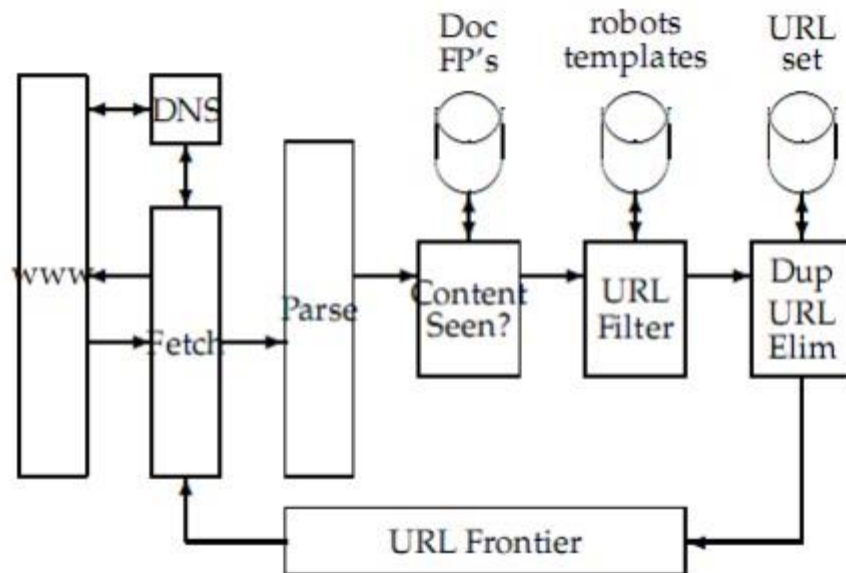 Doc
FP's
robots
templates
URL
set
DNS
www
Fetch
Parse
Content
Seen?
URL
Filter
Dup
URL
Elim
URL Frontier